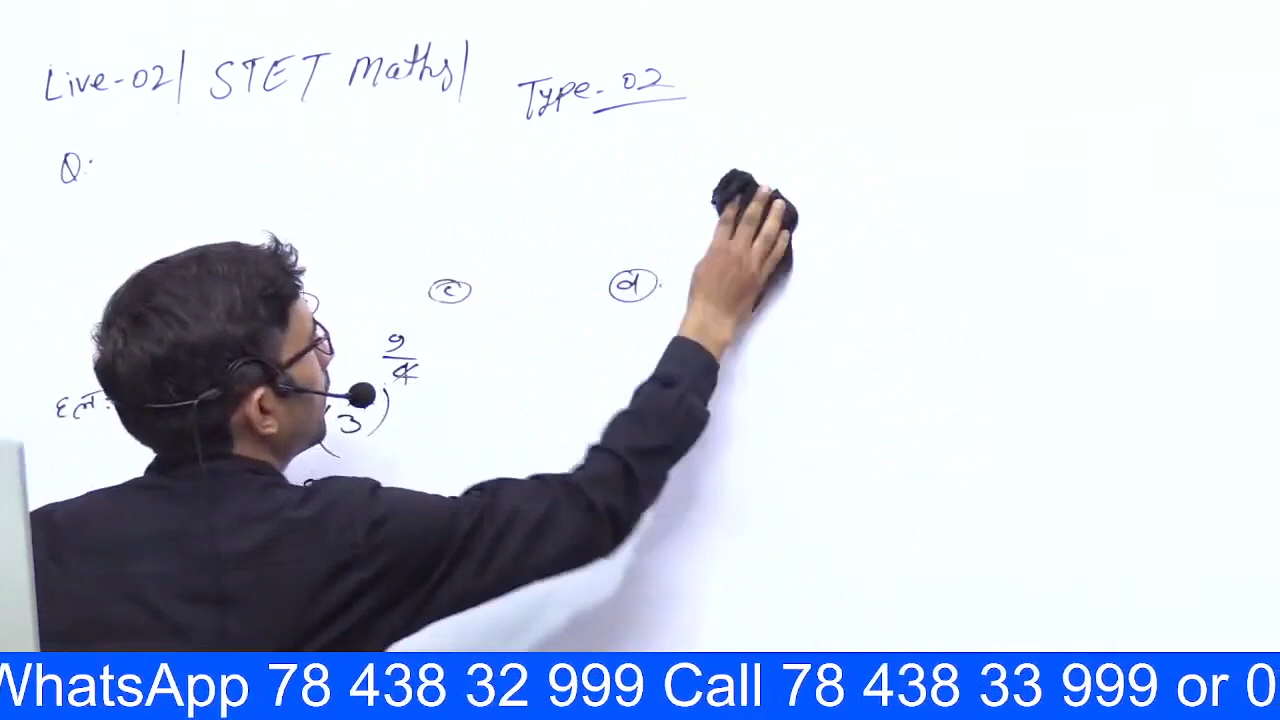 Live-02| STET Maths| Type-02
Q:
c d.
9
4
हल:
(3)
WhatsApp 78 438 32 999 Call 78 438 33 999 or 0